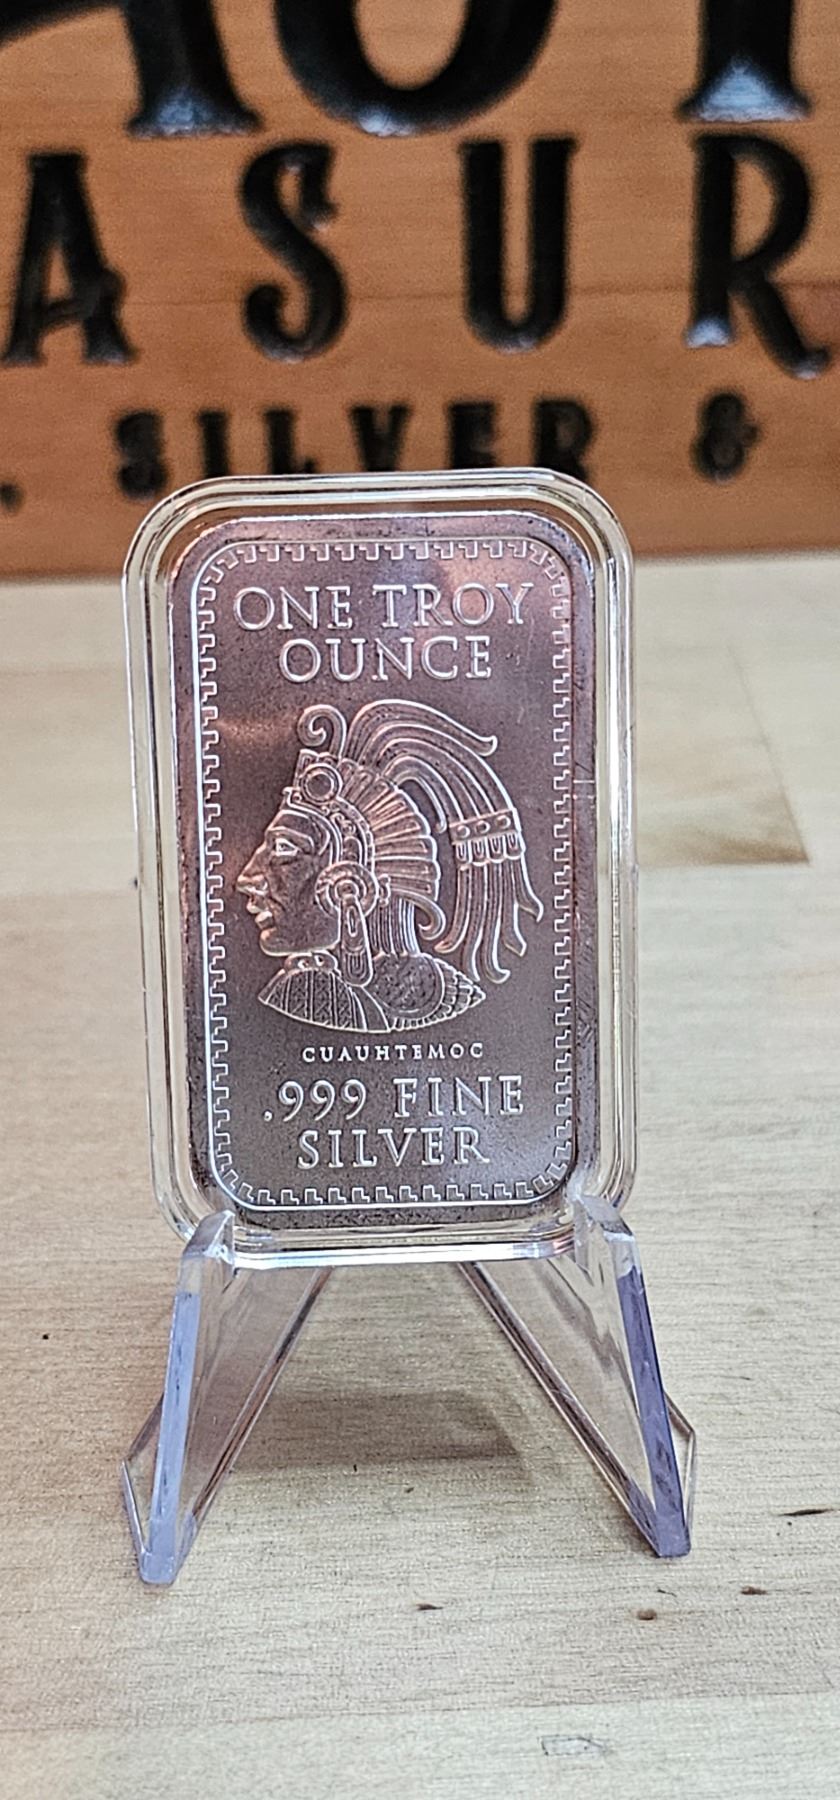 ASUR
SILVER &
ONE TROY
OUNCE
CUAUHTEMOC
.999 FINE
SILVER